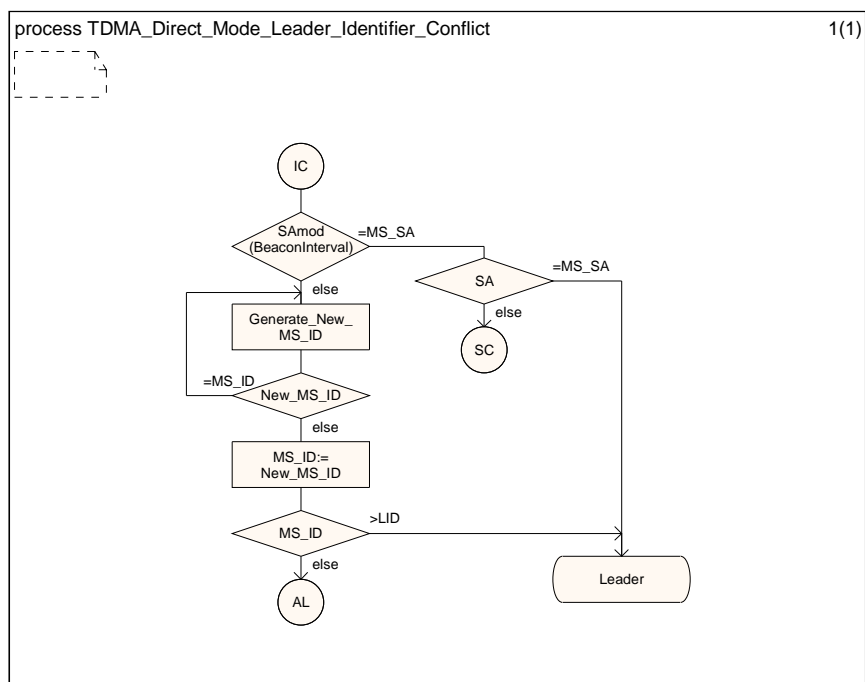 process TDMA_Direct_Mode_Leader_Identifier_Conflict
1(1)
IC
SAmod
(BeaconInterval)
=MS_SA
SA
=MS_SA
else
else
Generate_New_
MS_ID
SC
=MS_ID
New_MS_ID
else
MS_ID:=
New_MS_ID
MS_ID
>LID
else
Leader
AL